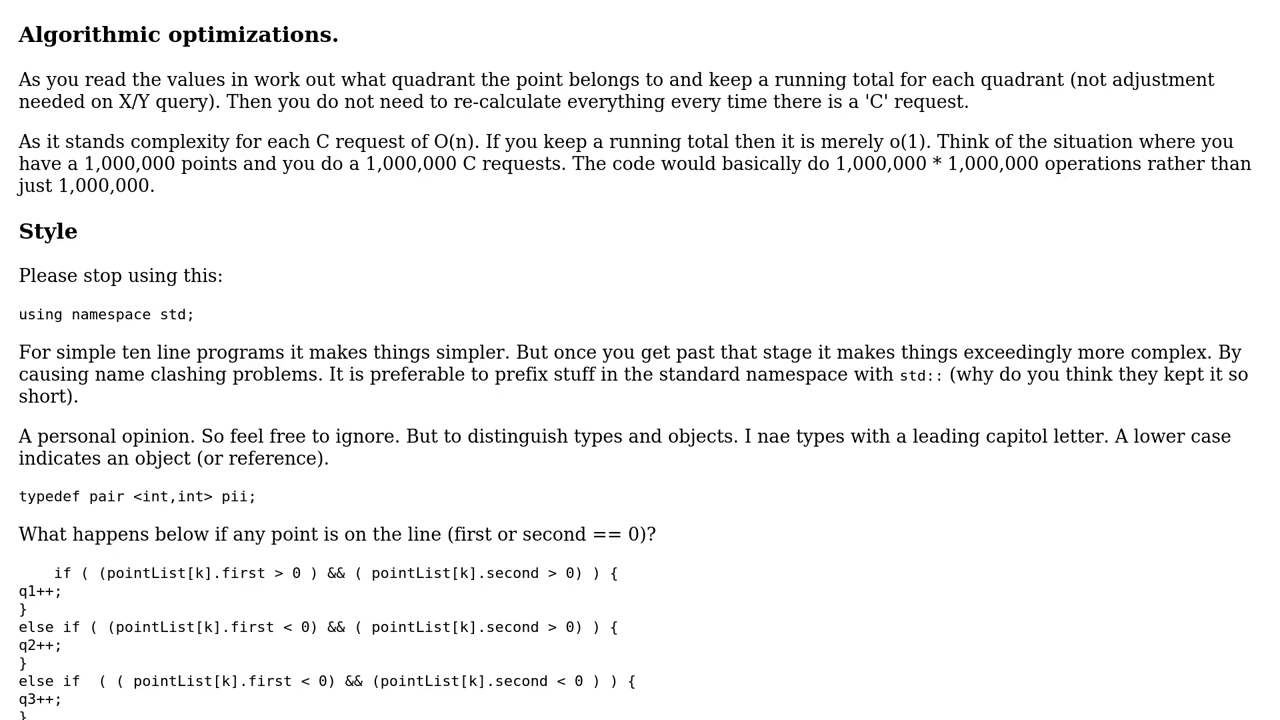 Algorithmic optimizations.
As you read the values in work out what quadrant the point belongs to and keep a running total for each quadrant (not adjustment
needed on X/Y query). Then you do not need to re-calculate everything every time there is a 'C' request.
As it stands complexity for each C request of O(n). If you keep a running total then it is merely o(1). Think of the situation where you
have a 1,000,000 points and you do a 1,000,000 C requests. The code would basically do 1,000,000 * 1,000,000 operations rather than
just 1,000,000.
Style
Please stop using this:
using namespace std;
For simple ten line programs it makes things simpler. But once you get past that stage it makes things exceedingly more complex. By
causing name clashing problems. It is preferable to prefix stuff in the standard namespace with std:: (why do you think they kept it so
short).
A personal opinion. So feel free to ignore. But to distinguish types and objects. I nae types with a leading capitol letter. A lower case
indicates an object (or reference).
typedef pair <int,int> pii;
What happens below if any point is on the line (first or second == 0)?
    if ( (pointList[k].first > 0 ) && ( pointList[k].second > 0) ) {
q1++;
}
else if ( (pointList[k].first < 0) && ( pointList[k].second > 0) ) {
q2++;
}
else if  ( ( pointList[k].first < 0) && (pointList[k].second < 0 ) ) {
q3++;
}